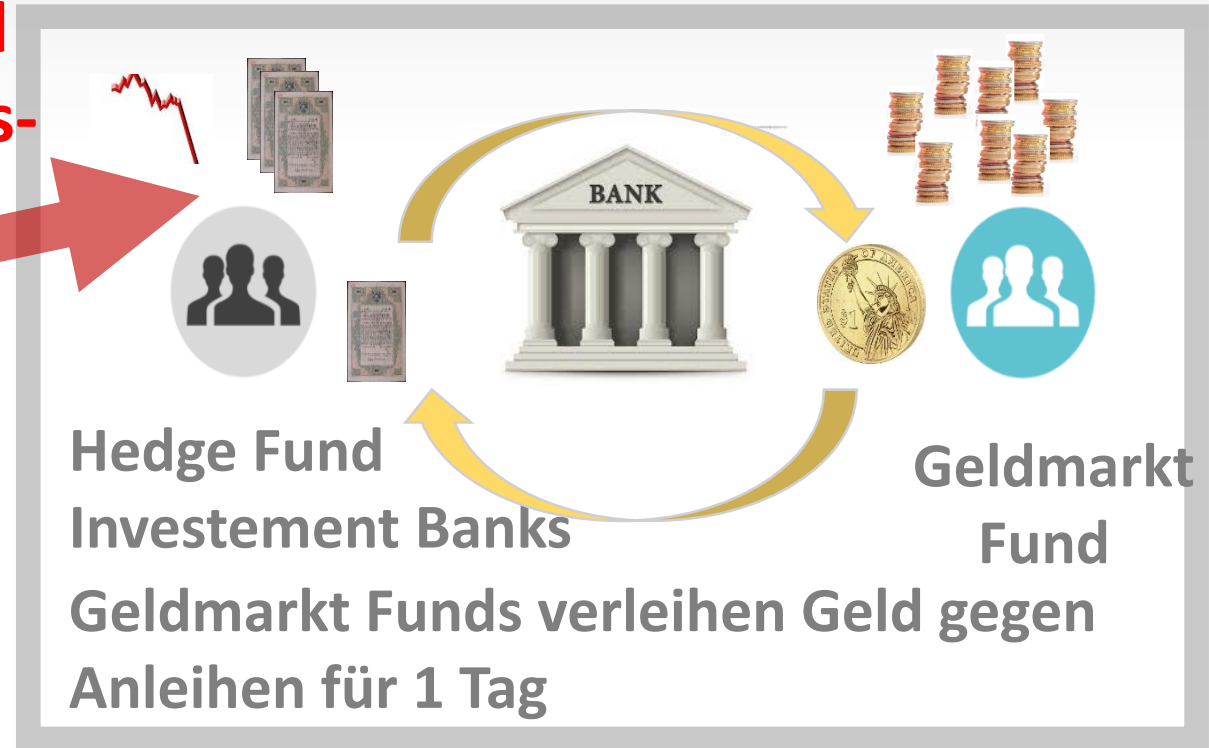 s-
BANK
Hedge Fund
Investement Banks
Geldmarkt
Fund
Geldmarkt Funds verleihen Geld gegen
Anleihen für 1 Tag